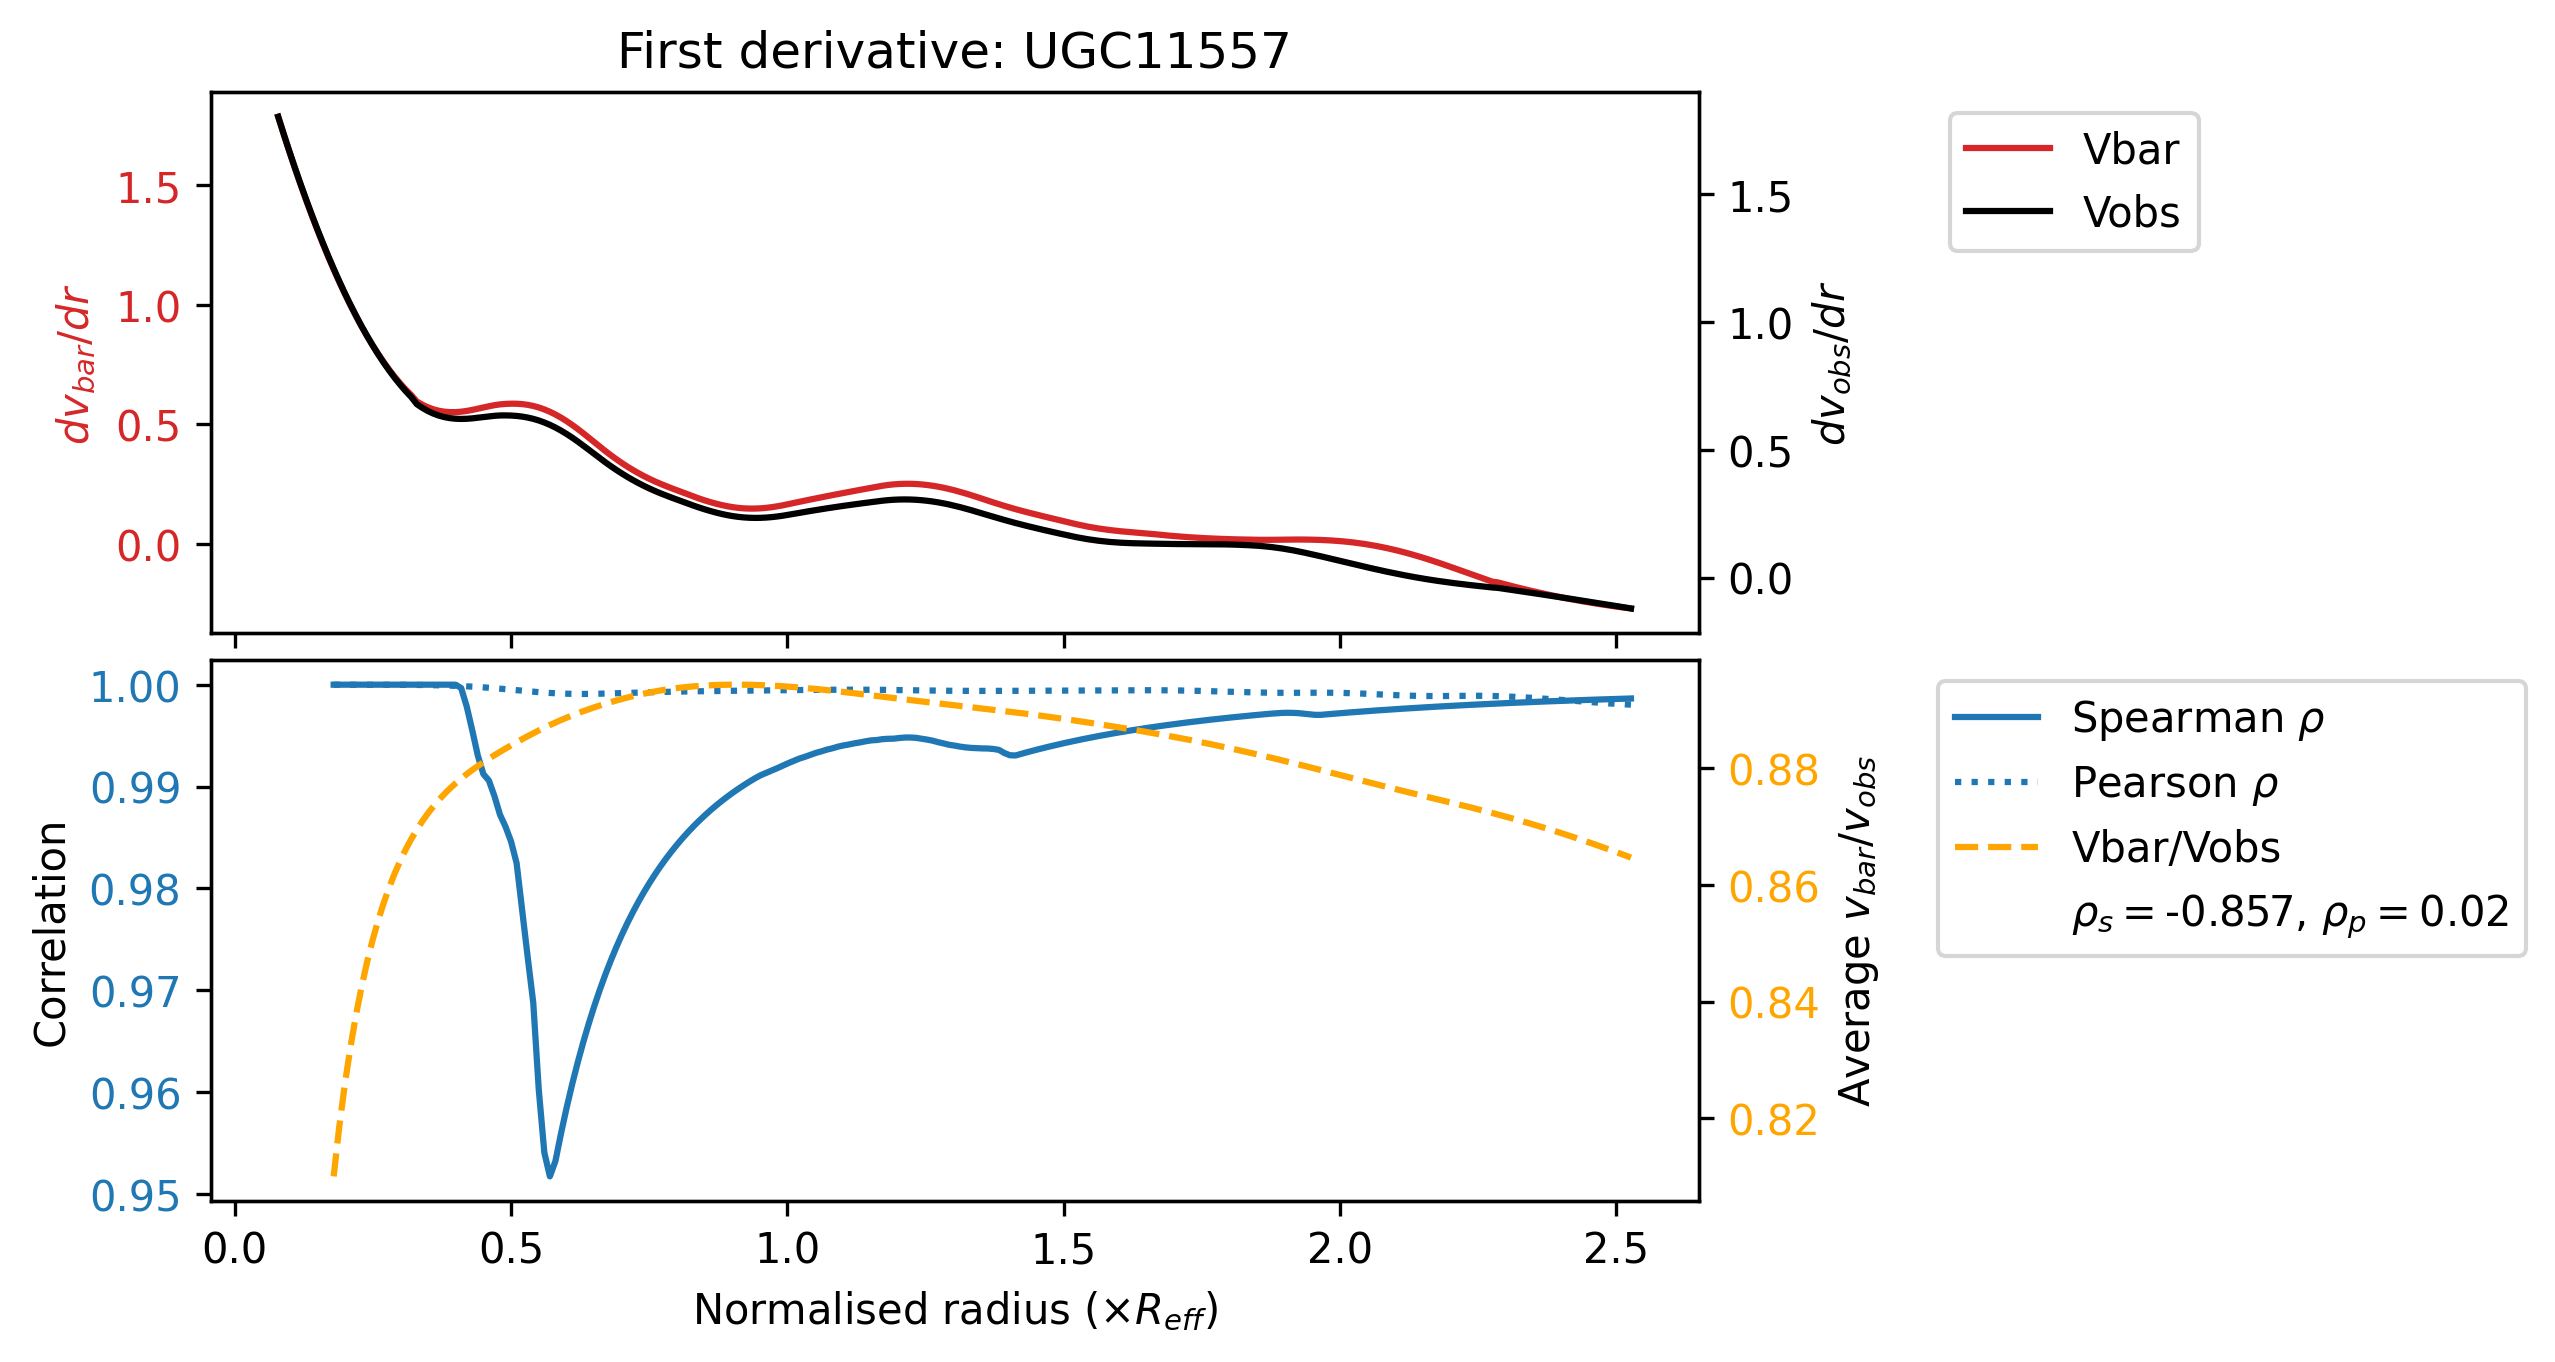 First derivative: UGC11557
dv_bar/dr
1.5
1.0
0.5
0.0
1.5
1.0
0.5
0.0
dv_obs/dr
Vbar
Vobs
Correlation
1.00
0.99
0.98
0.97
0.96
0.95
0.88
0.86
0.84
0.82
Average v_bar/v_obs
Spearman ρ
Pearson ρ
Vbar/Vobs
ρ_s = -0.857, ρ_p = 0.02
0.0 0.5 1.0 1.5 2.0 2.5
Normalised radius (×R_eff)